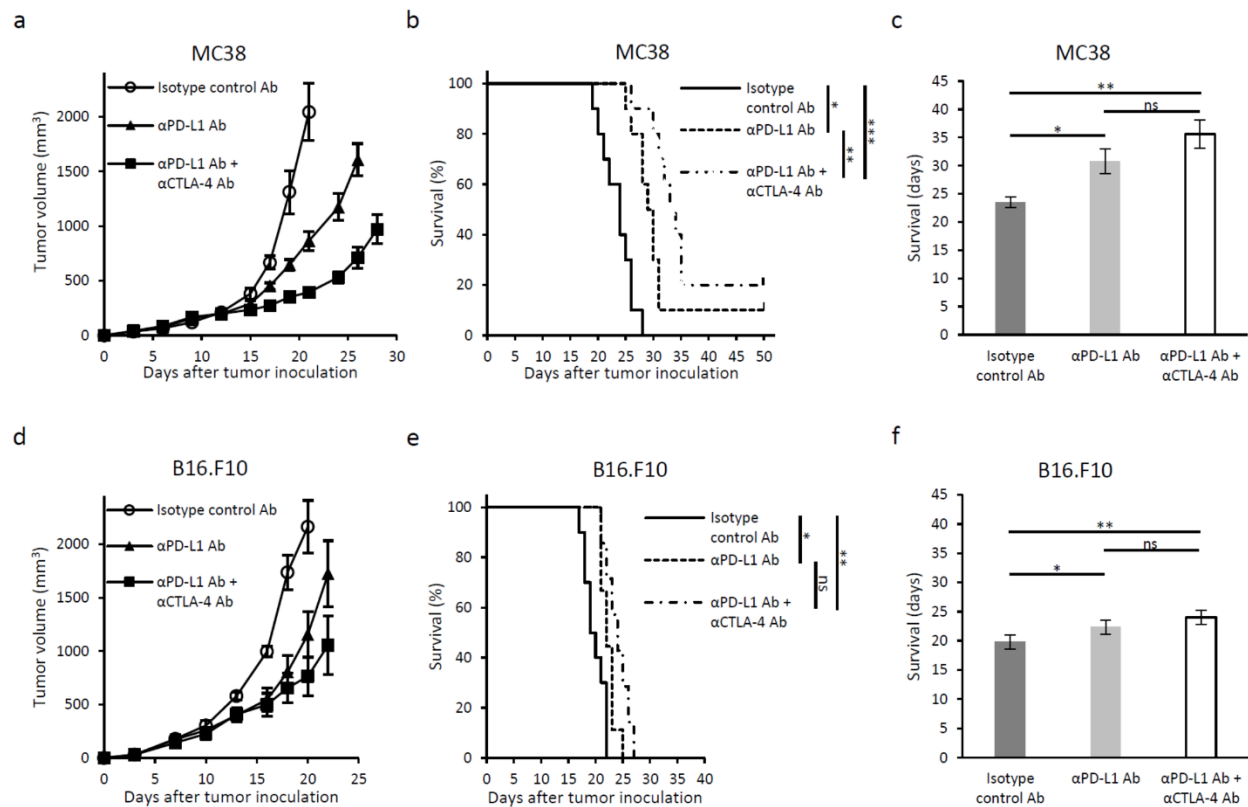 a
MC38
Isotype control Ab
αPD-L1 Ab
αPD-L1 Ab +
αCTLA-4 Ab
Tumor volume (mm³)
2000
1500
1000
500
0
0 5 10 15 20 25 30
Days after tumor inoculation
b
MC38
Isotype
control Ab
αPD-L1 Ab
αPD-L1 Ab +
αCTLA-4 Ab
*
**
***
Survival (%)
100
80
60
40
20
0
0 5 10 15 20 25 30 35 40 45 50
Days after tumor inoculation
c
MC38
Survival (days)
45
40
35
30
25
20
15
10
5
0
**
ns
*
Isotype
control Ab
αPD-L1 Ab
αPD-L1 Ab +
αCTLA-4 Ab
d
B16.F10
Isotype control Ab
αPD-L1 Ab
αPD-L1 Ab +
αCTLA-4 Ab
Tumor volume (mm³)
2000
1500
1000
500
0
0 5 10 15 20 25
Days after tumor inoculation
e
B16.F10
Isotype
control Ab
αPD-L1 Ab
αPD-L1 Ab +
αCTLA-4 Ab
*
ns
**
Survival (%)
100
80
60
40
20
0
0 5 10 15 20 25 30 35 40
Days after tumor inoculation
f
B16.F10
Survival (days)
45
40
35
30
25
20
15
10
5
0
**
ns
*
Isotype
control Ab
αPD-L1 Ab
αPD-L1 Ab +
αCTLA-4 Ab